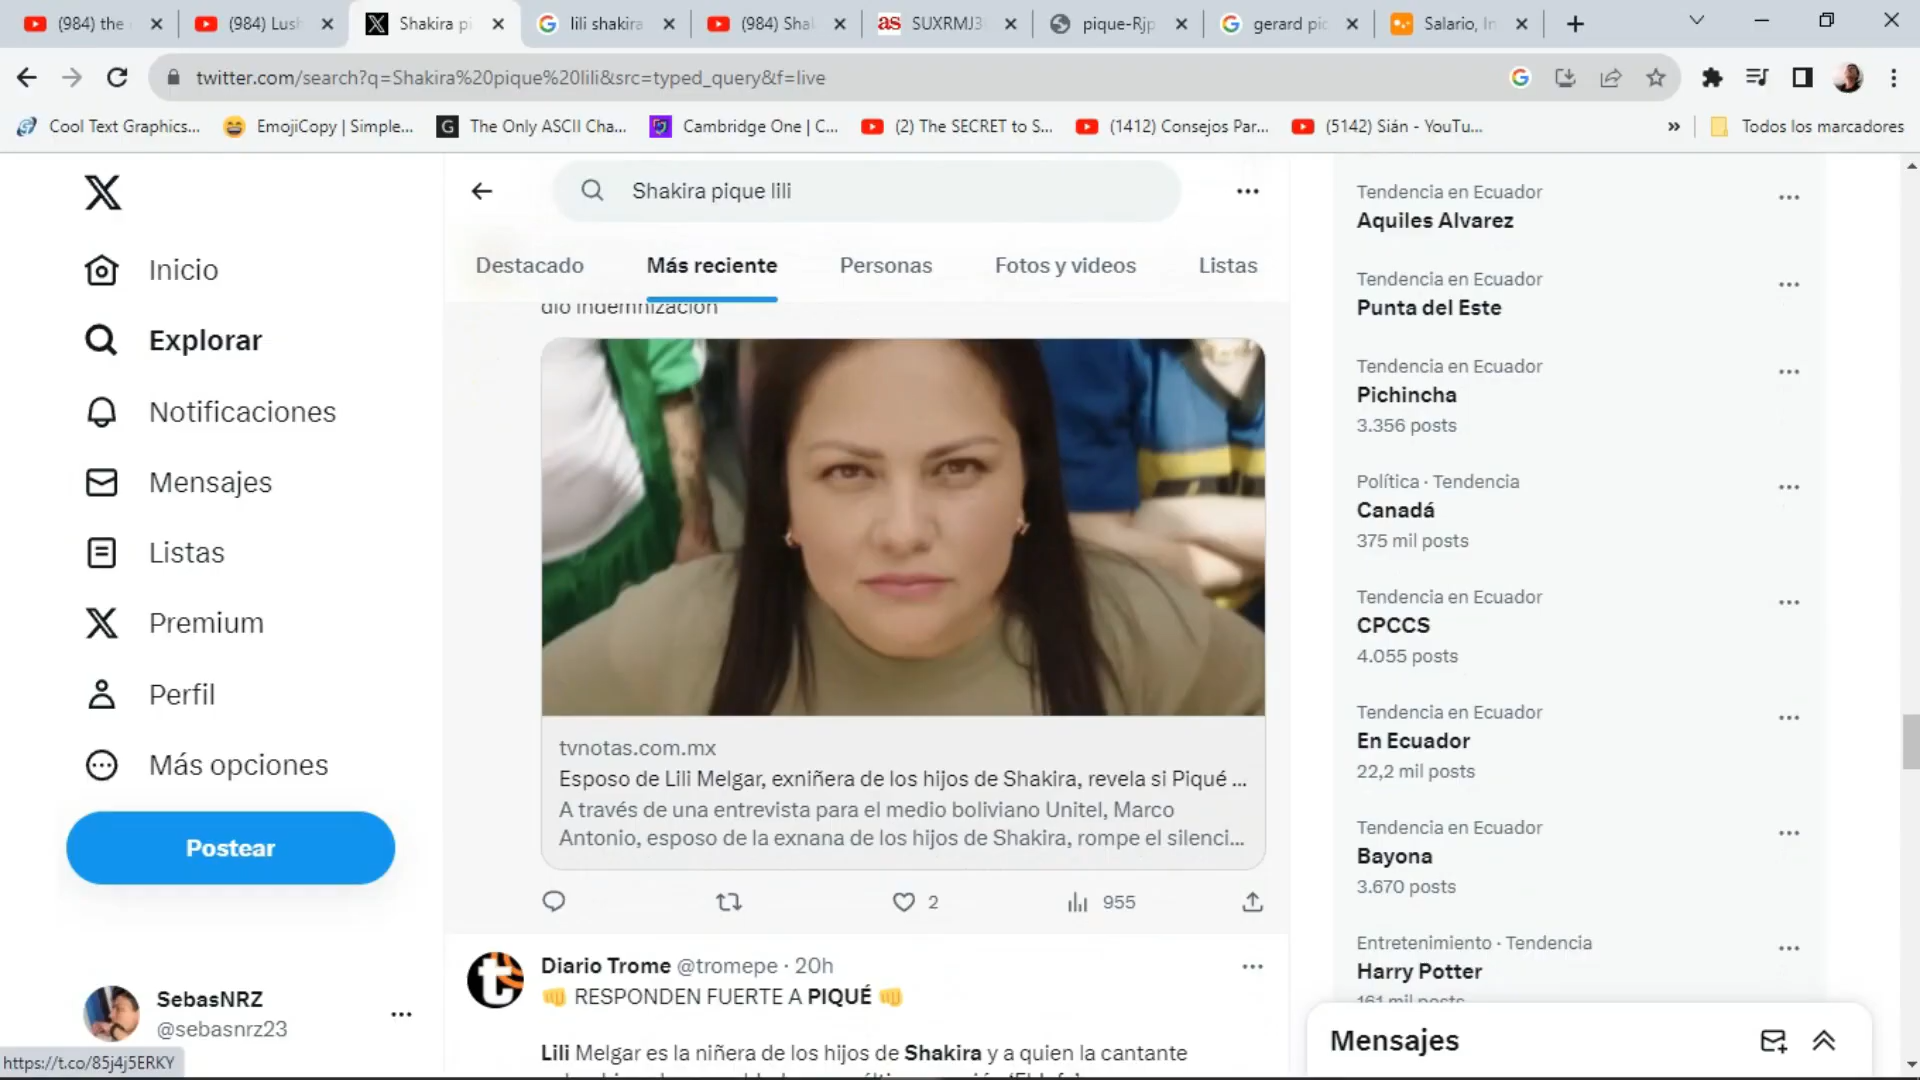 (984) the
(984) Lush
Shakira pi
lili shakira
(984) Shak
SUXRMJ3
pique-Rjp
gerard pic
Salario, In
twitter.com/search?q=Shakira%20pique%20lili&src=typed_query&f=live
Cool Text Graphics...
EmojiCopy | Simple...
The Only ASCII Cha...
Cambridge One | C...
(2) The SECRET to S...
(1412) Consejos Par...
(5142) Sián - YouTu...
»
Todos los marcadores
Inicio
Explorar
Notificaciones
Mensajes
Listas
Premium
Perfil
Más opciones
Postear
SebasNRZ
@sebasnrz23
https://t.co/85j4j5ERKY
Shakira pique lili
Destacado
Más reciente
Personas
Fotos y videos
Listas
dio indemnización
tvnotas.com.mx
Esposo de Lili Melgar, exniñera de los hijos de Shakira, revela si Piqué ...
A través de una entrevista para el medio boliviano Unitel, Marco
Antonio, esposo de la exnana de los hijos de Shakira, rompe el silenci...
2
955
Diario Trome @tromepe · 20h
👊 RESPONDEN FUERTE A PIQUÉ 👊
Lili Melgar es la niñera de los hijos de Shakira y a quien la cantante
Tendencia en Ecuador
Aquiles Alvarez
Tendencia en Ecuador
Punta del Este
Tendencia en Ecuador
Pichincha
3.356 posts
Política · Tendencia
Canadá
375 mil posts
Tendencia en Ecuador
CPCCS
4.055 posts
Tendencia en Ecuador
En Ecuador
22,2 mil posts
Tendencia en Ecuador
Bayona
3.670 posts
Entretenimiento · Tendencia
Harry Potter
161 mil posts
Mensajes